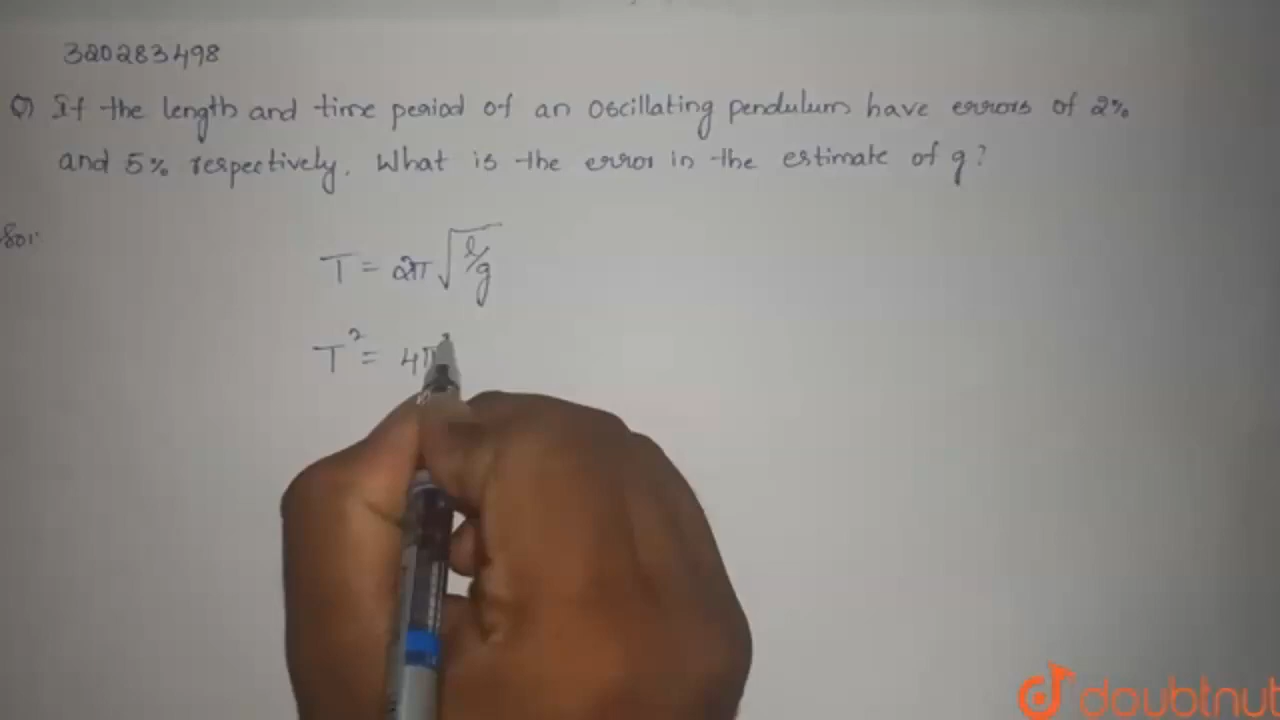 320283498
Q) If the length and time period of an oscillating pendulum have errors of 2%
and 5% respectively. What is the error in the estimate of g?
Sol:
T = 2π√l/g
T² = 4π²
doubtnut